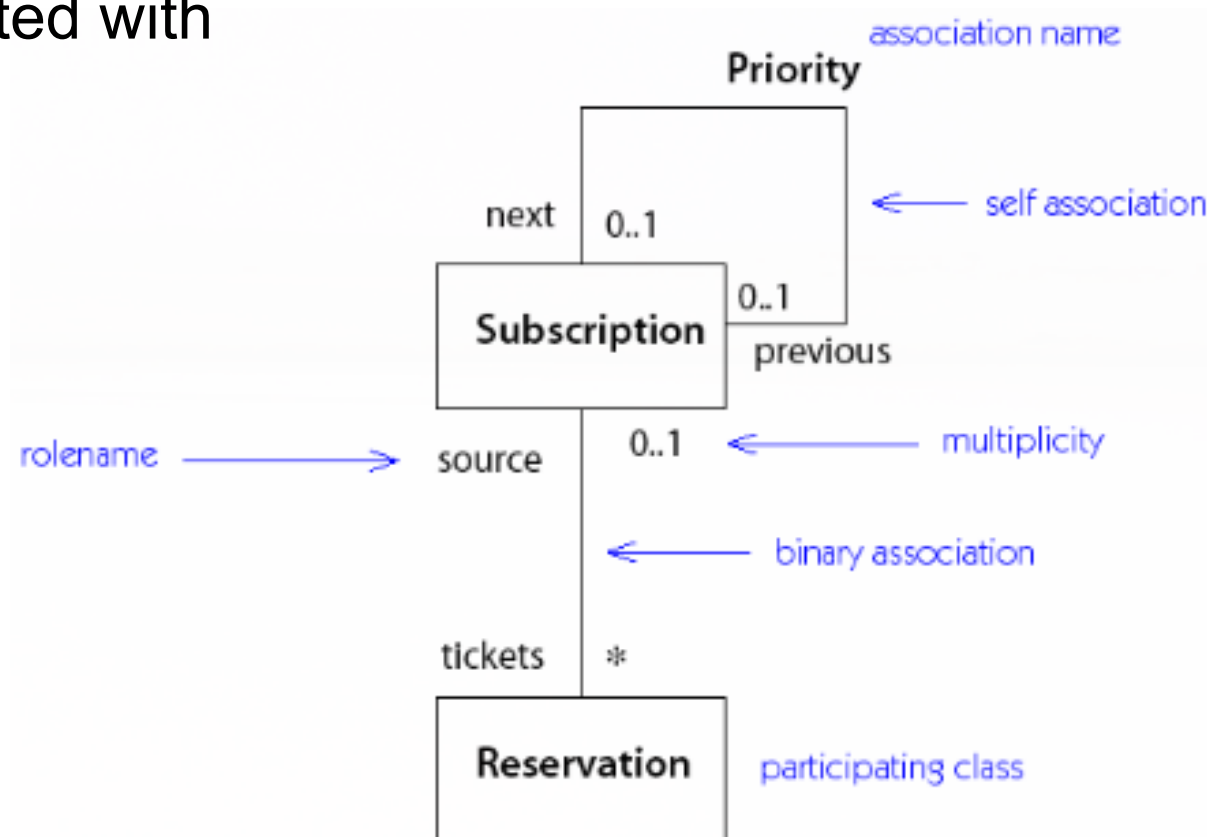 ted with
association name
Priority
self association
next 0..1
0..1
Subscription
previous
rolename
source 0..1
multiplicity
binary association
tickets *
Reservation
participating class